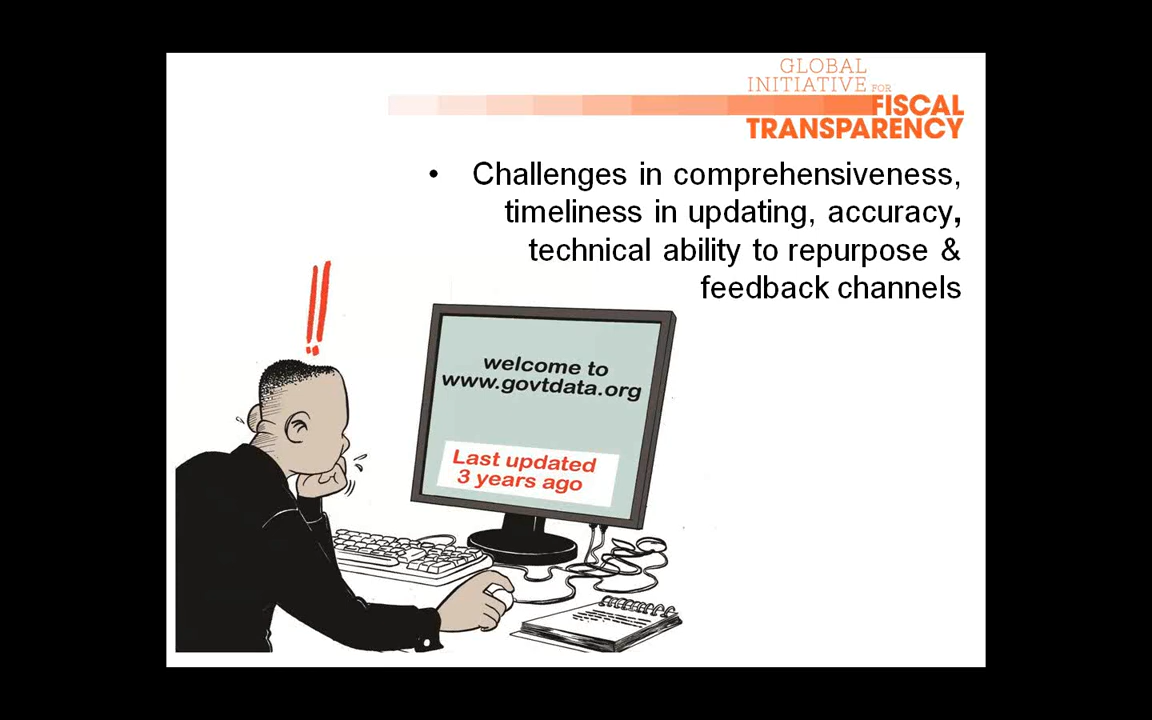 GLOBAL
INITIATIVE FOR
FISCAL
TRANSPARENCY
• Challenges in comprehensiveness,
timeliness in updating, accuracy,
technical ability to repurpose &
feedback channels
!!
welcome to
www.govtdata.org
Last updated
3 years ago